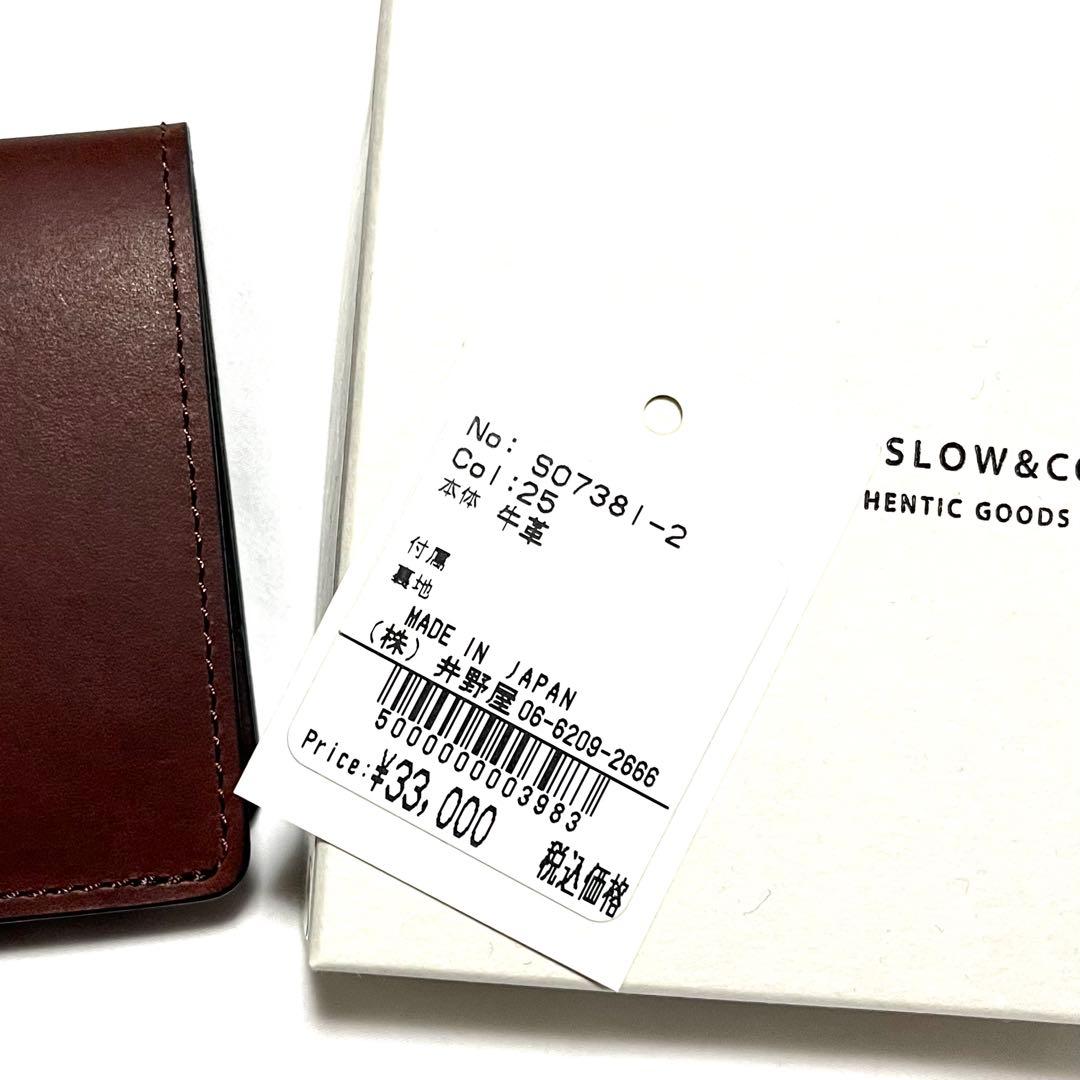 No: SO7381-2
Col:25
本体 牛革
付属
裏地
MADE IN JAPAN
(株)井野屋 06-6209-2666
5000000003983
Price:¥33,000
税込価格
SLOW&CO
HENTIC GOODS